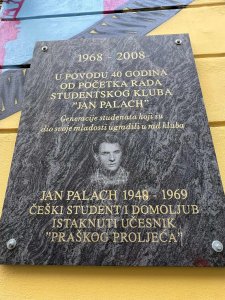 1968 - 2008
U POVODU 40 GODINA
OD POČETKA RADA
STUDENTSKOG KLUBA
"JAN PALACH"
Generacije studenata koji su
dio svoje mladosti ugradili u rad kluba
JAN PALACH 1948 - 1969
ČEŠKI STUDENT I DOMOLJUB
ISTAKNUTI UČESNIK
"PRAŠKOG PROLJEĆA"